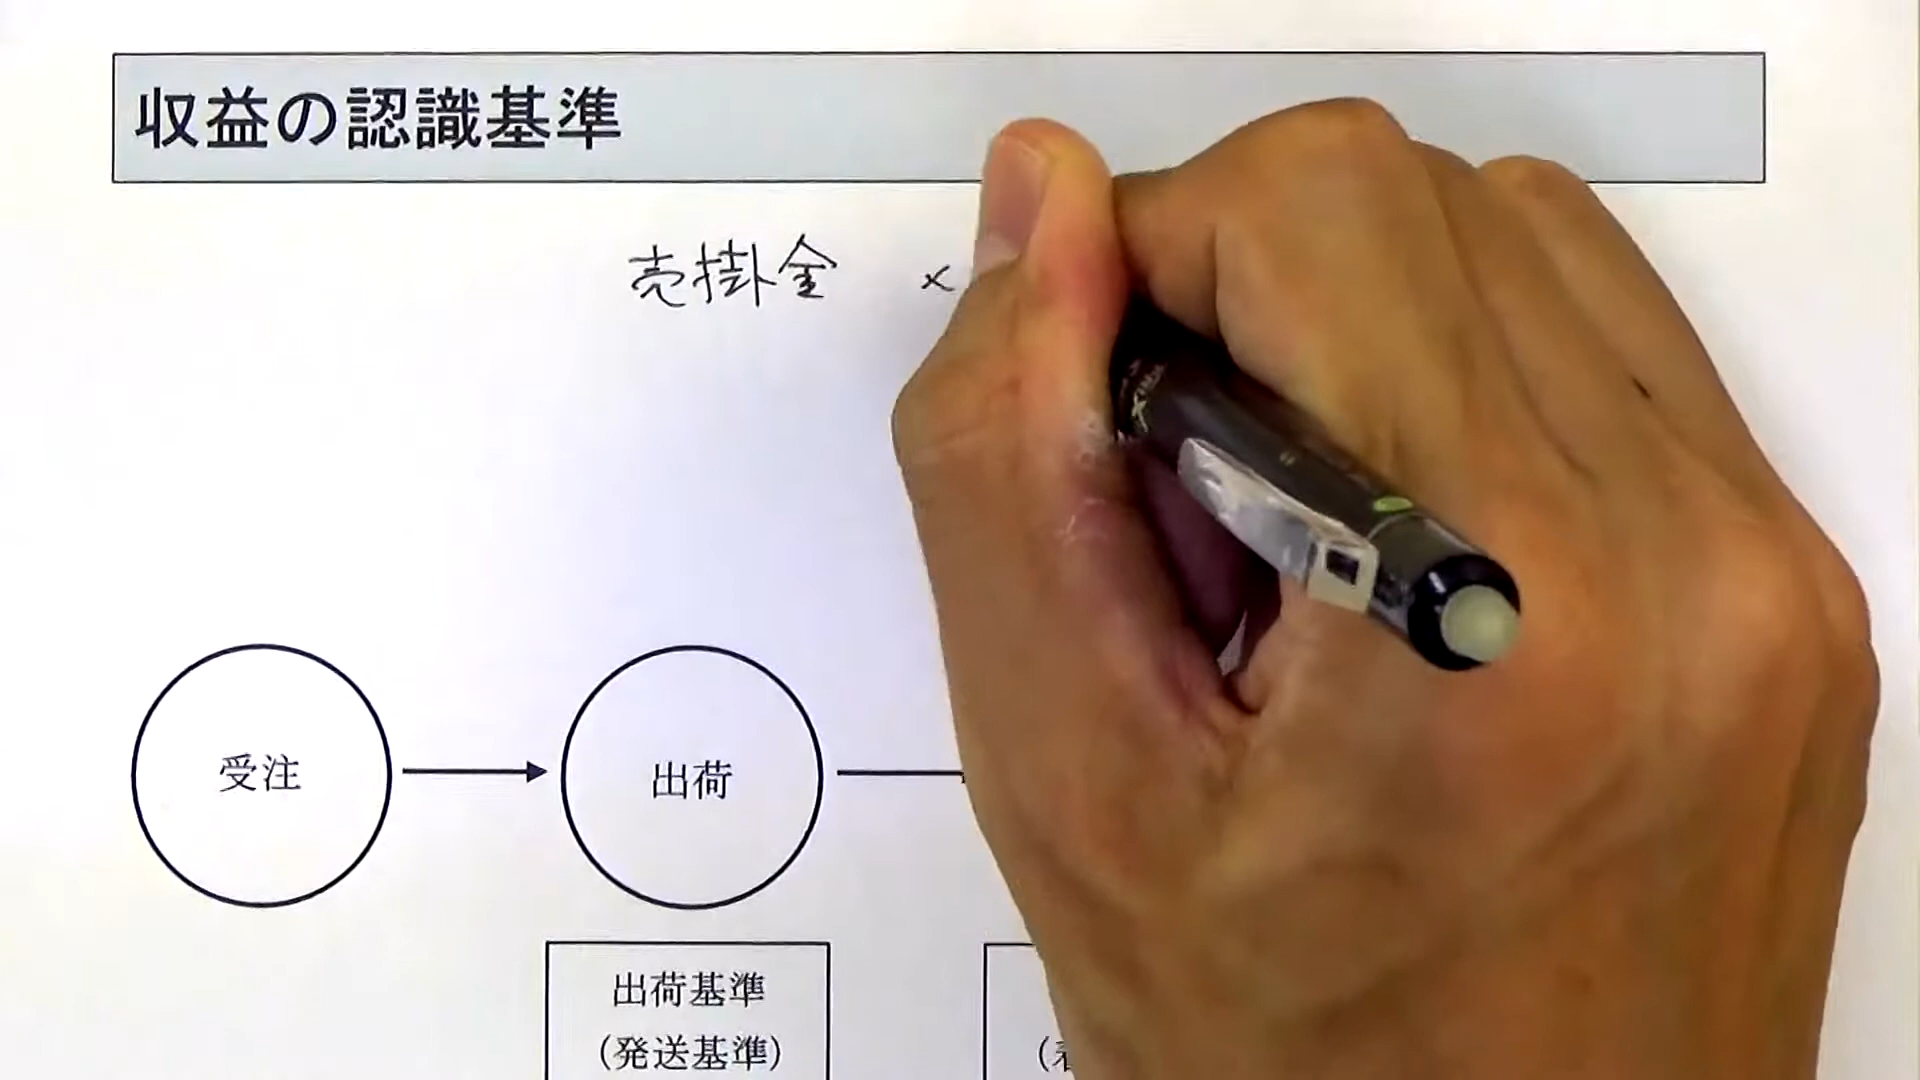 収益の認識基準
売掛金 ×
受注
出荷
出荷基準
(発送基準)